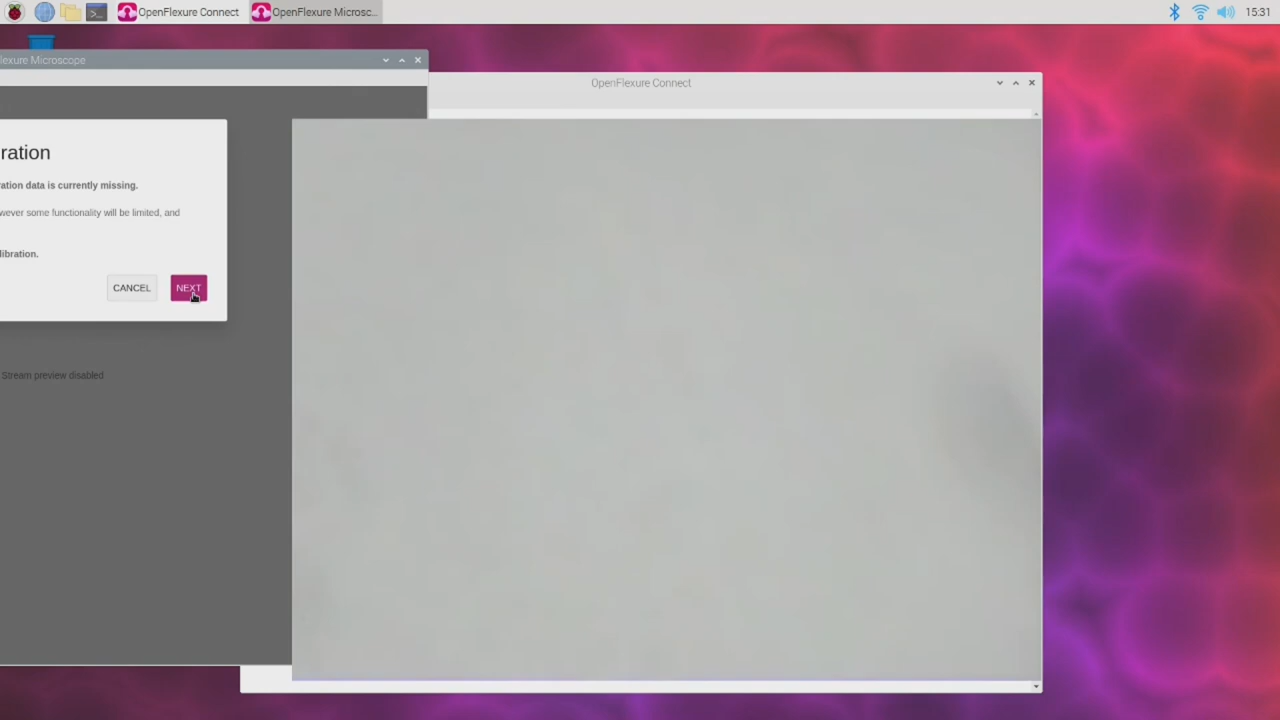 OpenFlexure Connect
OpenFlexure Microsc...
15:31
lexure Microscope
OpenFlexure Connect
ration
ration data is currently missing.
wever some functionality will be limited, and
libration.
CANCEL
NEXT
Stream preview disabled